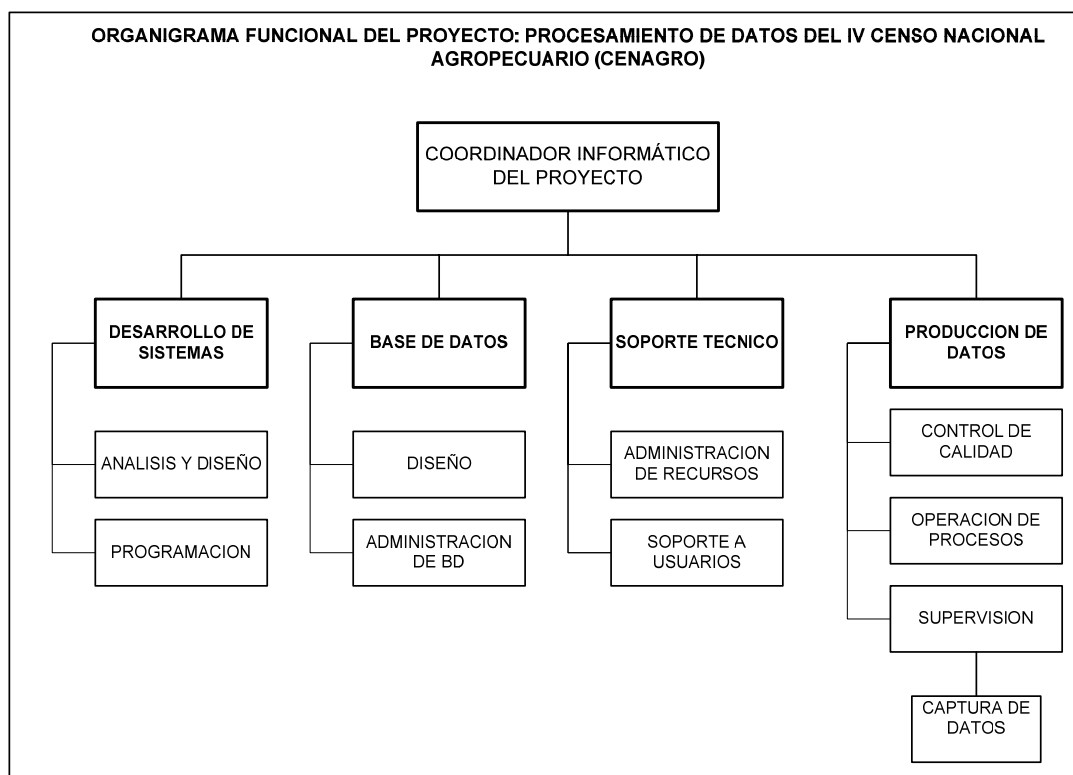 ORGANIGRAMA FUNCIONAL DEL PROYECTO: PROCESAMIENTO DE DATOS DEL IV CENSO NACIONAL
AGROPECUARIO (CENAGRO)
COORDINADOR INFORMÁTICO
DEL PROYECTO
DESARROLLO DE
SISTEMAS
BASE DE DATOS
SOPORTE TECNICO
PRODUCCION DE
DATOS
ANALISIS Y DISEÑO
PROGRAMACION
DISEÑO
ADMINISTRACION
DE BD
ADMINISTRACION
DE RECURSOS
SOPORTE A
USUARIOS
CONTROL DE
CALIDAD
OPERACION DE
PROCESOS
SUPERVISION
CAPTURA DE
DATOS